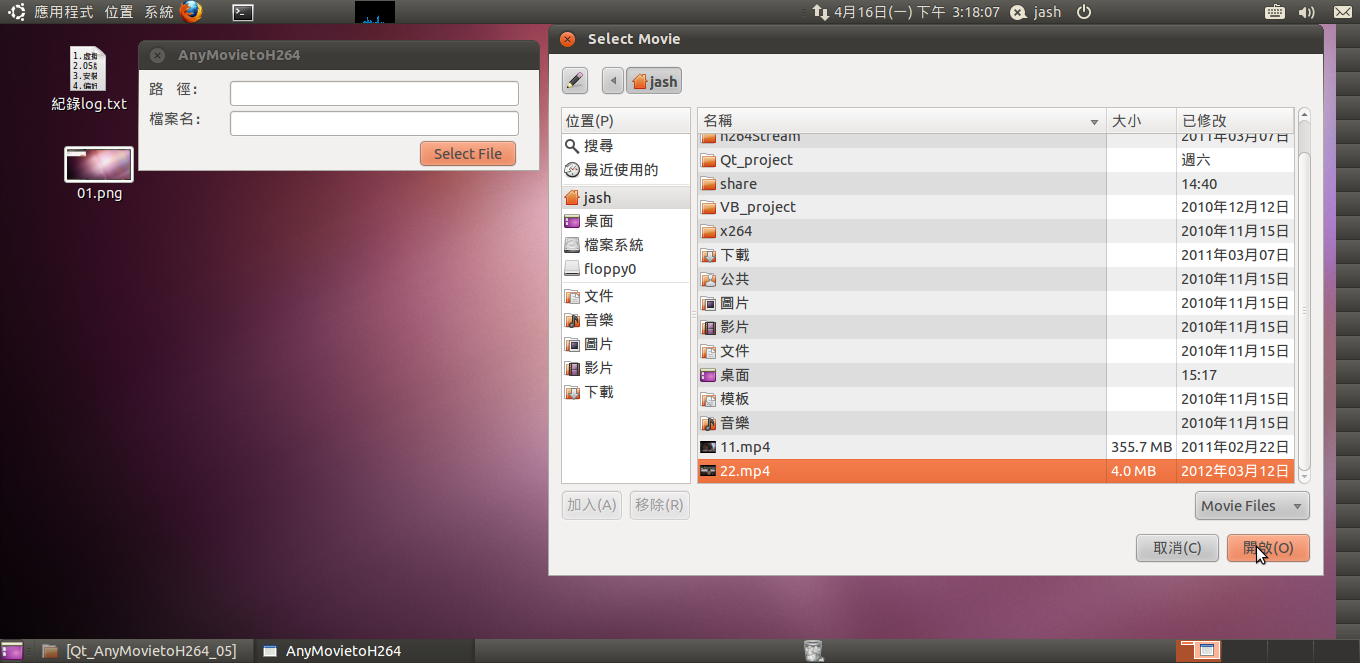 應用程式 位置 系統
4月16日(一) 下午 3:18:07 jash
1.虛擬
2.OS版
3.安裝
4.備妘
紀錄log.txt
01.png
AnyMovietoH264
路 徑:
檔案名:
Select File
Select Movie
jash
位置(P)
搜尋
最近使用的
jash
桌面
檔案系統
floppy0
文件
音樂
圖片
影片
下載
名稱 大小 已修改
h264Stream 2011年03月07日
Qt_project 週六
share 14:40
VB_project 2010年12月12日
x264 2010年11月15日
下載 2011年03月07日
公共 2010年11月15日
圖片 2010年11月15日
影片 2010年11月15日
文件 2010年11月15日
桌面 15:17
模板 2010年11月15日
音樂 2010年11月15日
11.mp4 355.7 MB 2011年02月22日
22.mp4 4.0 MB 2012年03月12日
加入(A) 移除(R)
Movie Files
取消(C) 開啟(O)
[Qt_AnyMovietoH264_05] AnyMovietoH264